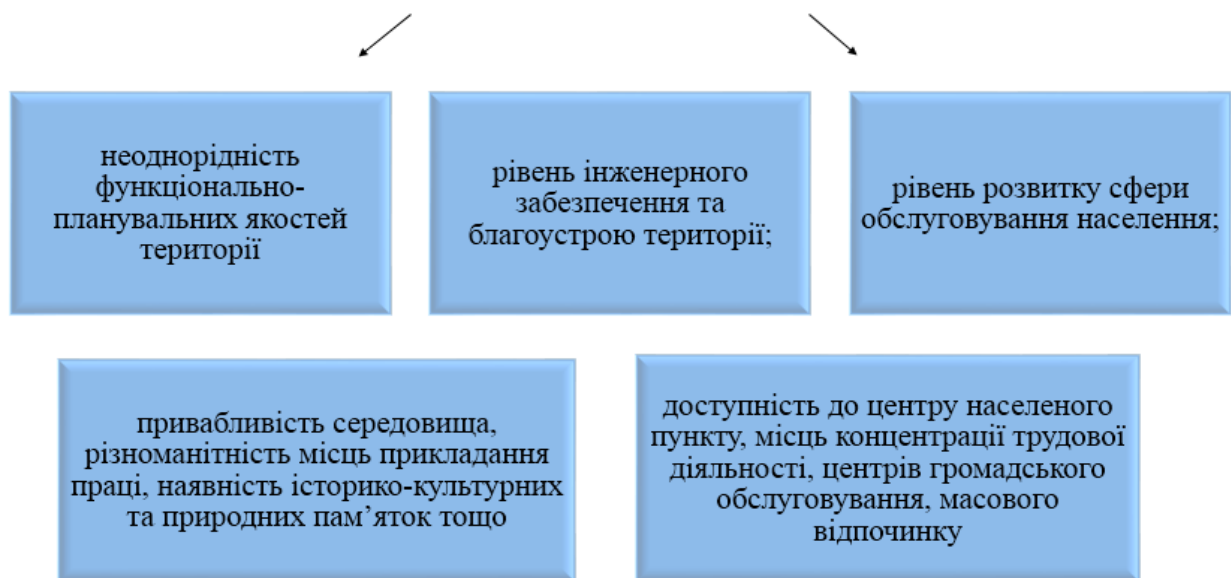 неоднорідність
функціонально-
планувальних якостей
території
рівень інженерного
забезпечення та
благоустрою території;
рівень розвитку сфери
обслуговування населення;
привабливість середовища,
різноманітність місць прикладання
праці, наявність історико-культурних
та природних пам’яток тощо
доступність до центру населеного
пункту, місць концентрації трудової
діяльності, центрів громадського
обслуговування, масового
відпочинку